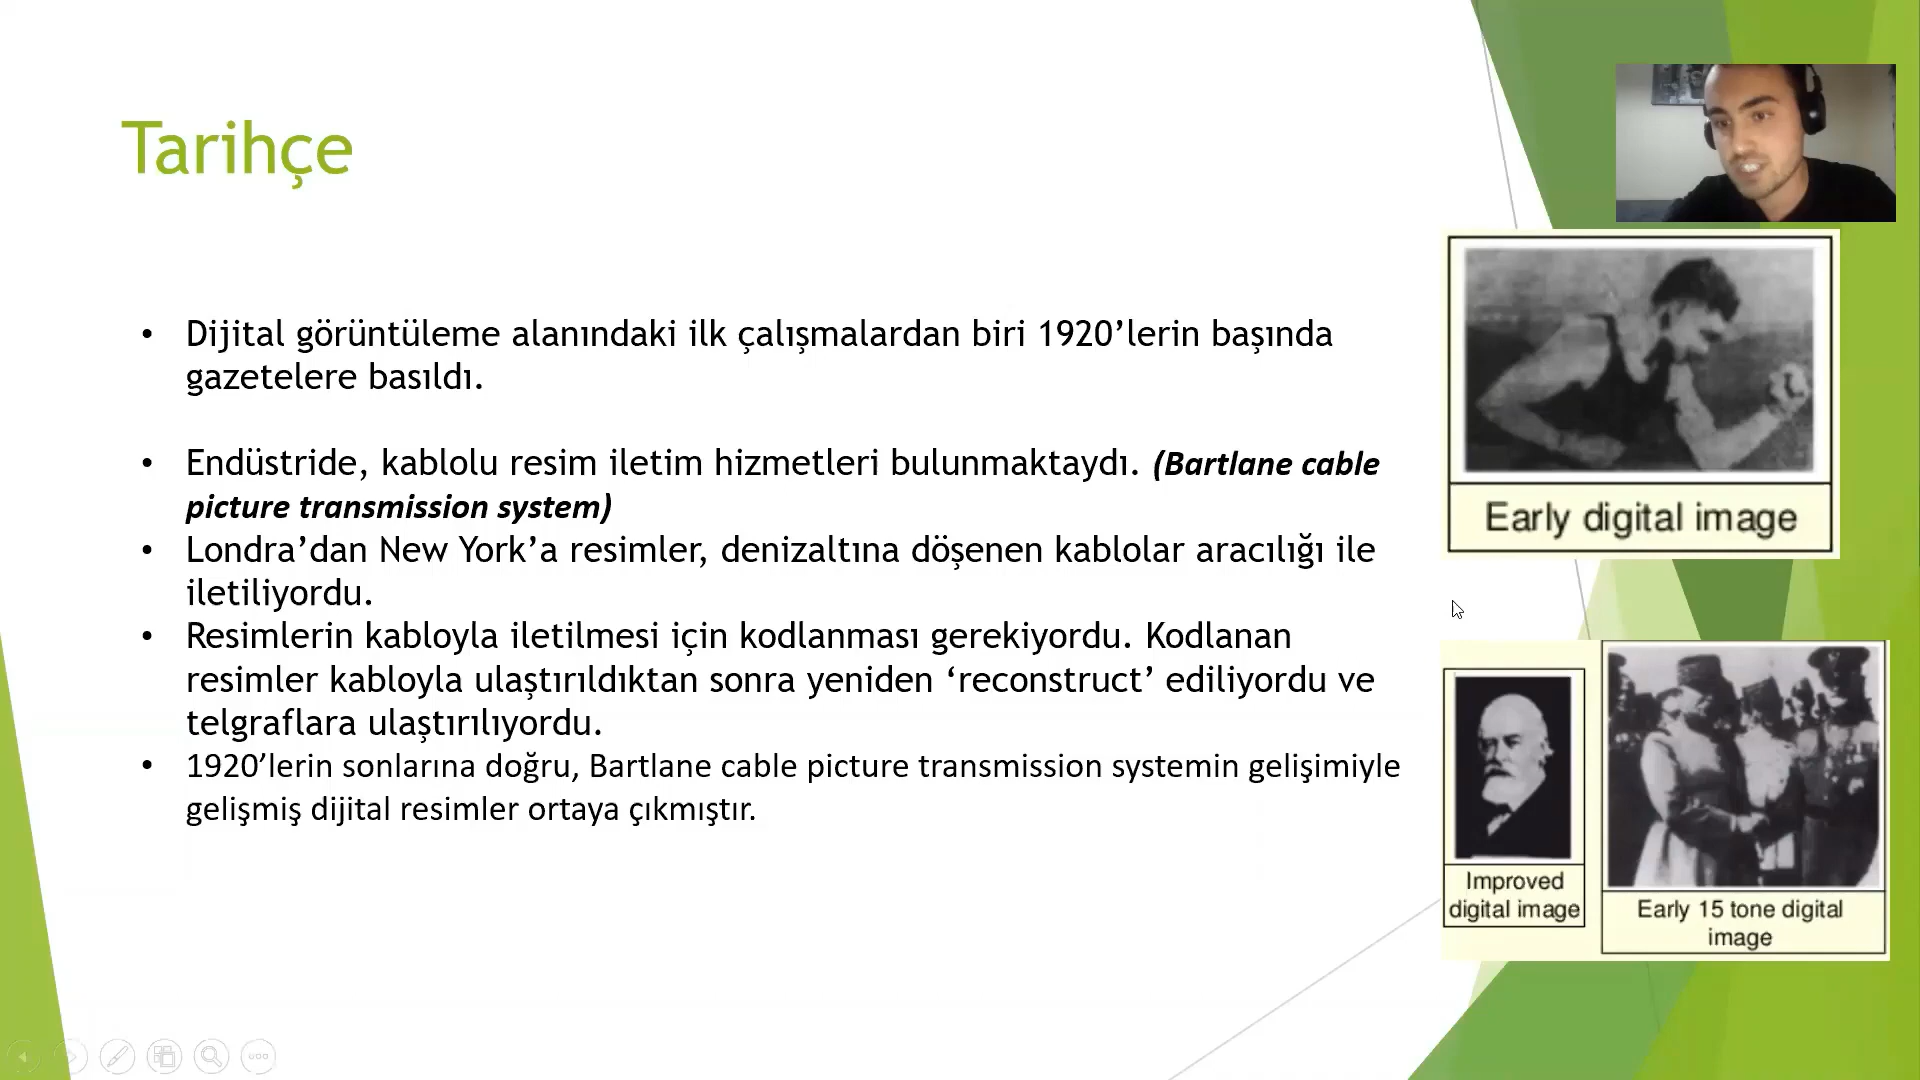 Tarihçe
• Dijital görüntüleme alanındaki ilk çalışmalardan biri 1920’lerin başında
gazetelere basıldı.
• Endüstride, kablolu resim iletim hizmetleri bulunmaktaydı. (Bartlane cable
picture transmission system)
• Londra’dan New York’a resimler, denizaltına döşenen kablolar aracılığı ile
iletiliyordu.
• Resimlerin kabloyla iletilmesi için kodlanması gerekiyordu. Kodlanan
resimler kabloyla ulaştırıldıktan sonra yeniden ‘reconstruct’ ediliyordu ve
telgraflara ulaştırılıyordu.
• 1920’lerin sonlarına doğru, Bartlane cable picture transmission systemin gelişimiyle
gelişmiş dijital resimler ortaya çıkmıştır.
Early digital image
Improved
digital image
Early 15 tone digital
image